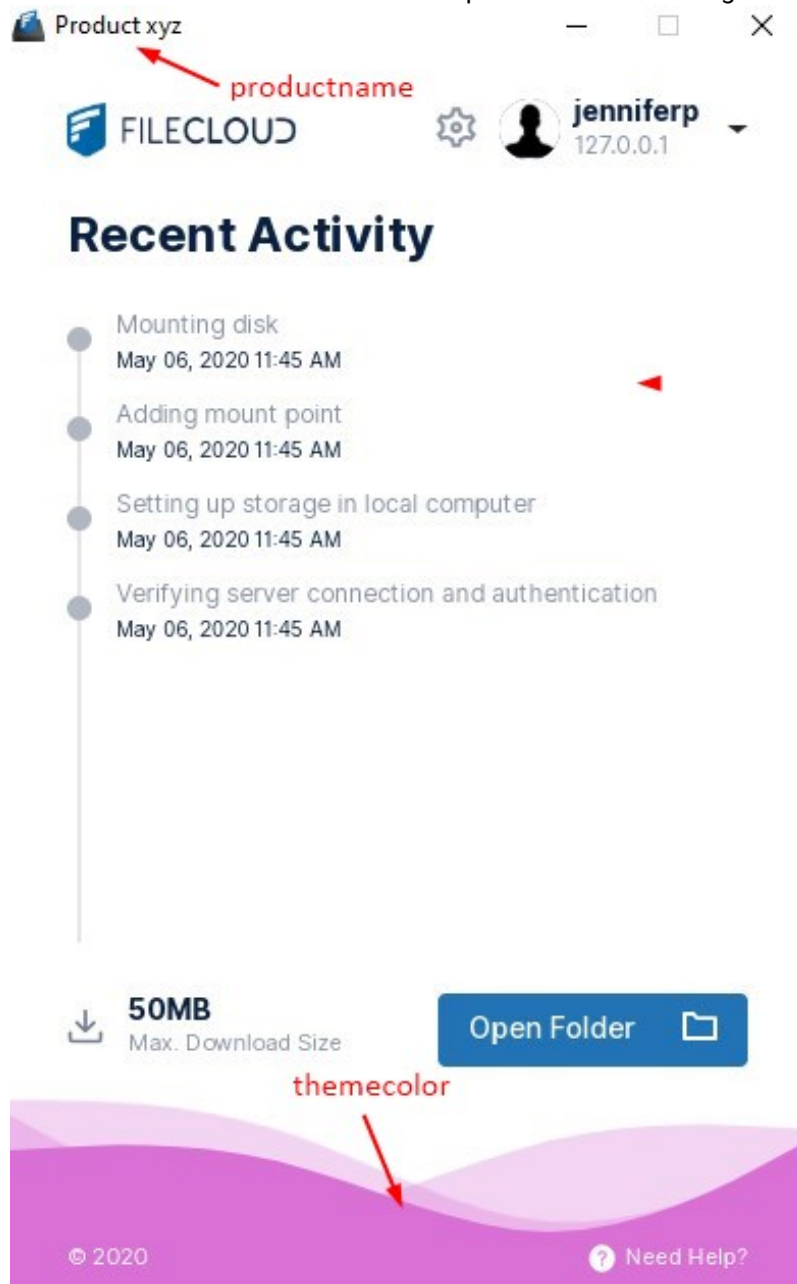 Product xyz
productname
FILECLOUD
jenniferp
127.0.0.1
Recent Activity
Mounting disk
May 06, 2020 11:45 AM
Adding mount point
May 06, 2020 11:45 AM
Setting up storage in local computer
May 06, 2020 11:45 AM
Verifying server connection and authentication
May 06, 2020 11:45 AM
50MB
Max. Download Size
Open Folder
themecolor
© 2020
? Need Help?